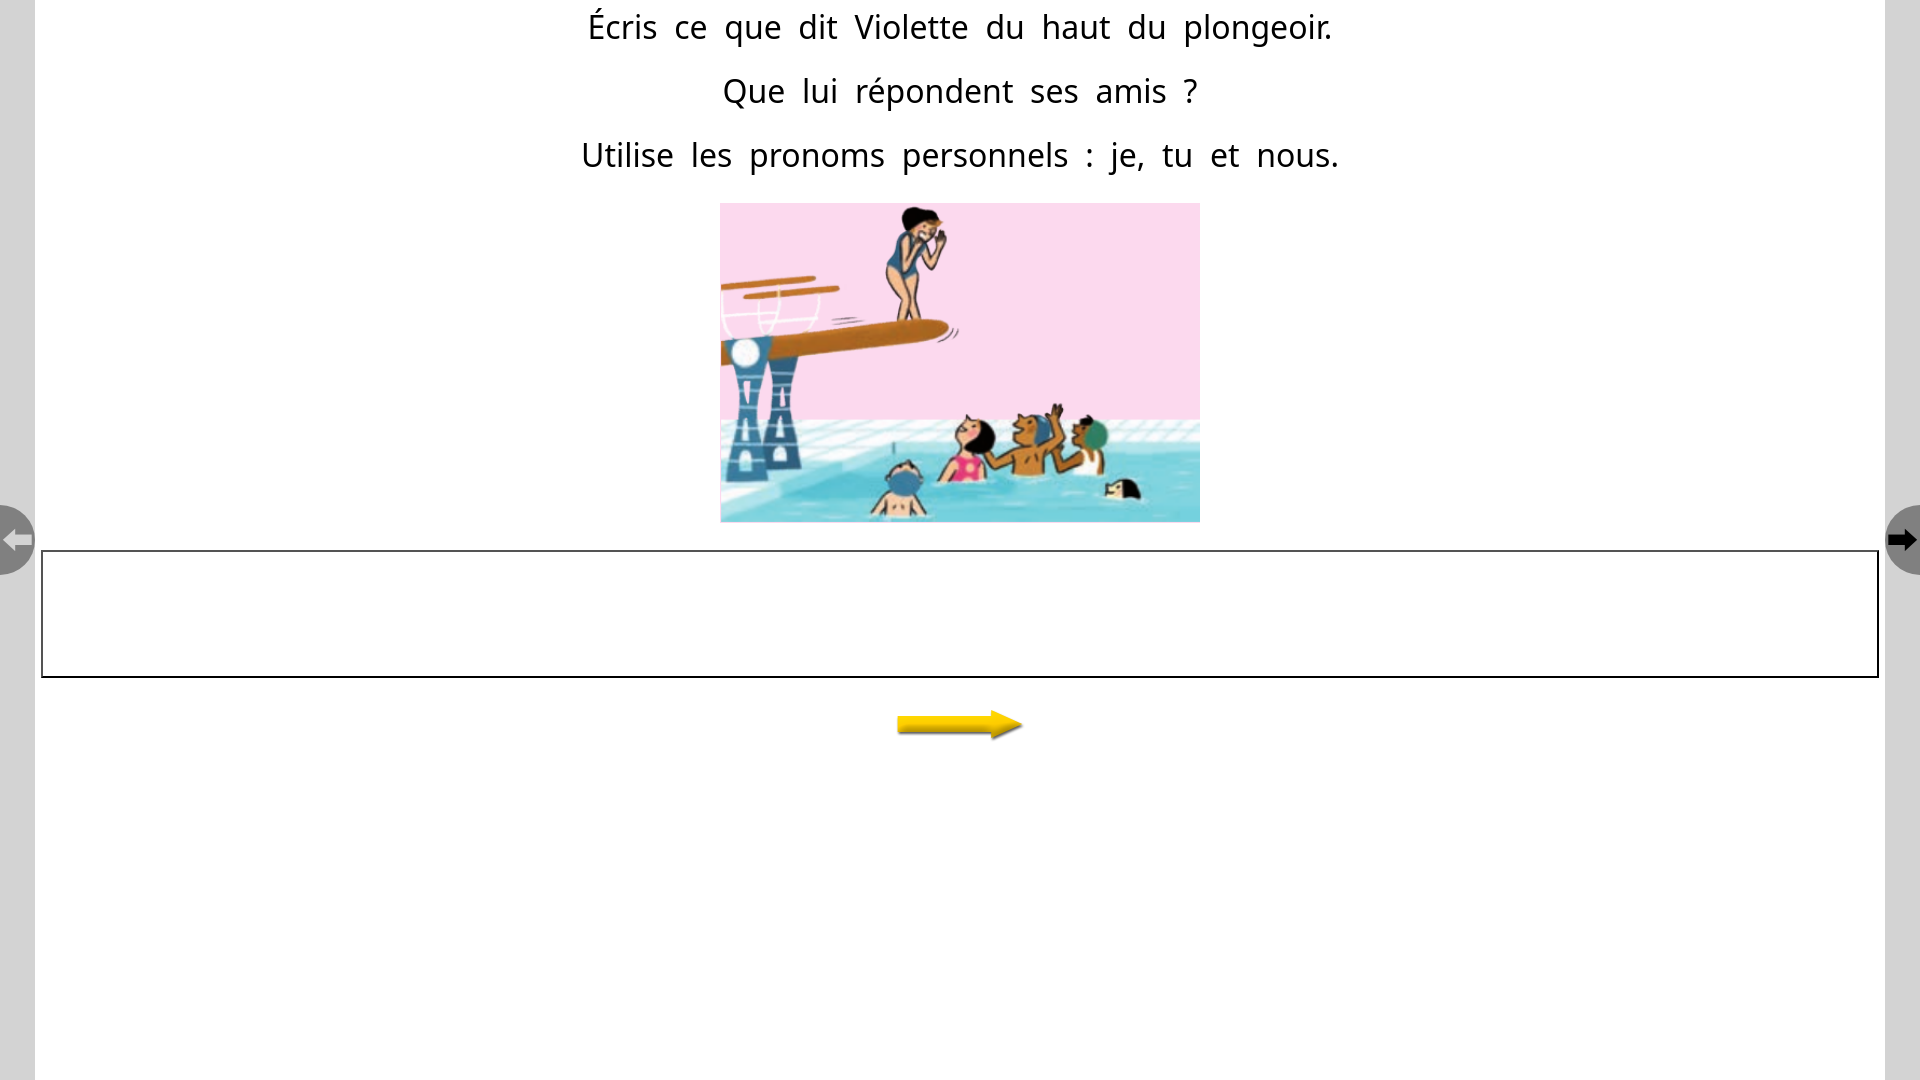 Écris ce que dit Violette du haut du plongeoir.
Que lui répondent ses amis ?
Utilise les pronoms personnels : je, tu et nous.